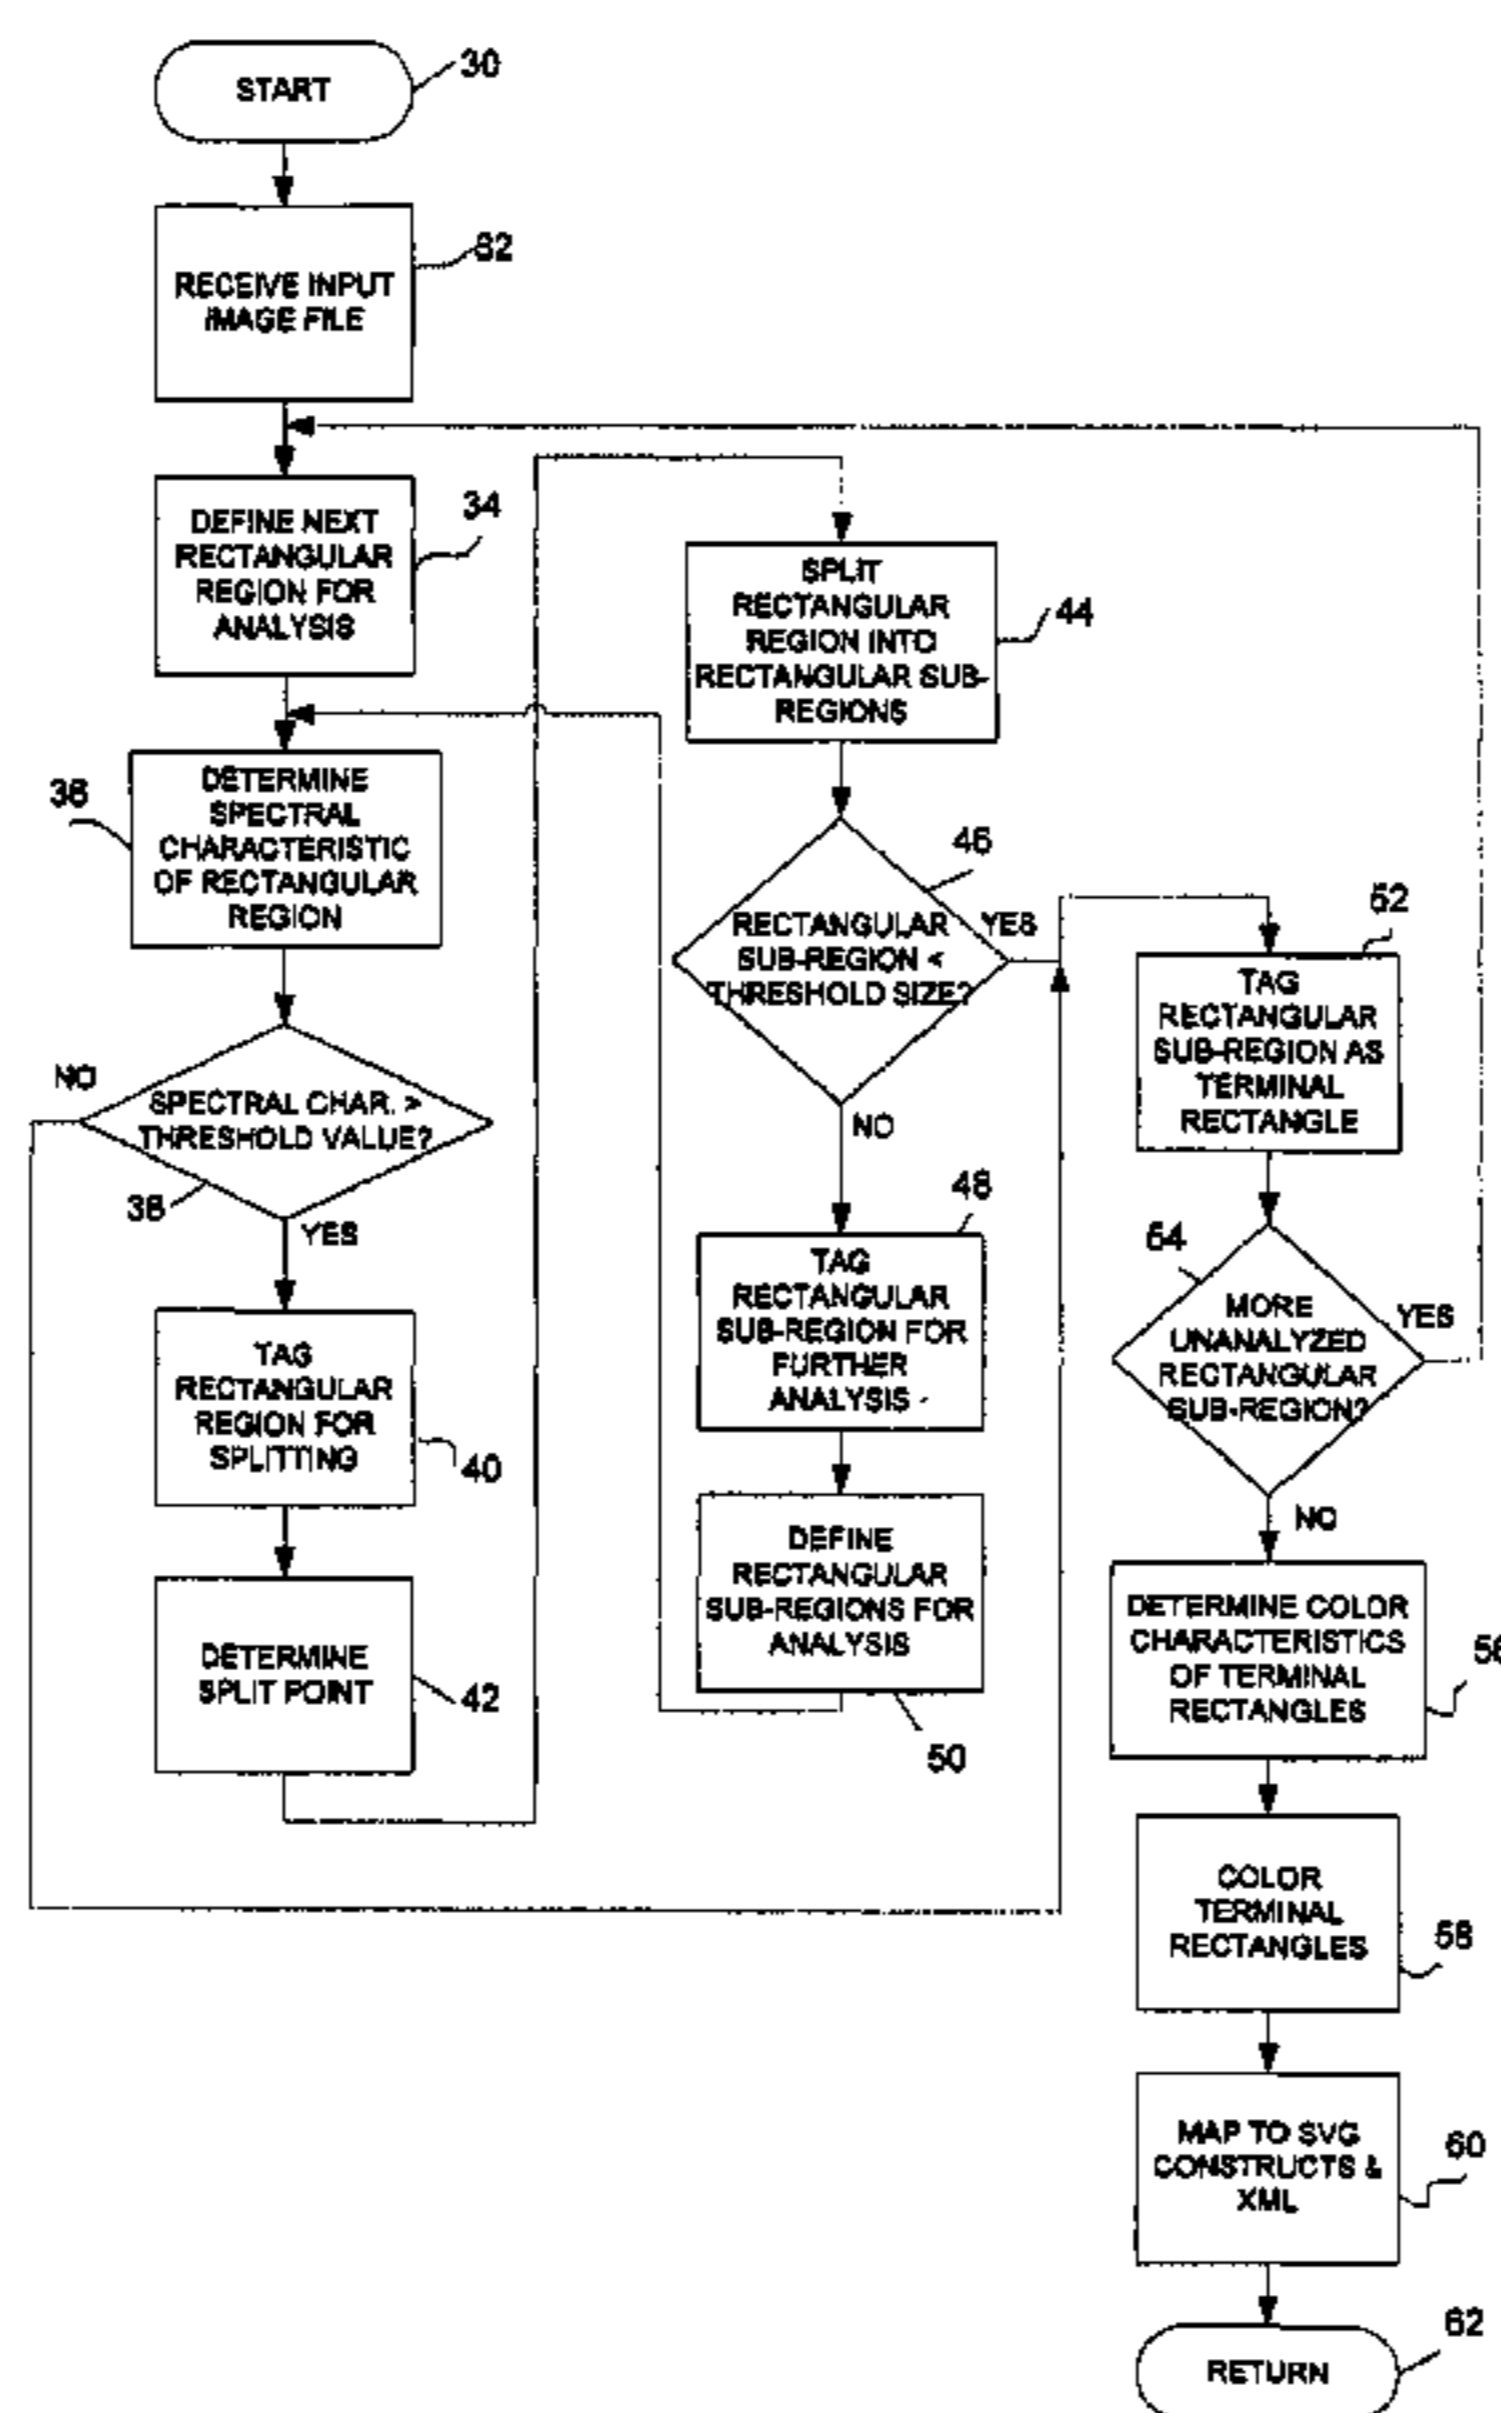 START
30
RECEIVE INPUT
IMAGE FILE
32
DEFINE NEXT
RECTANGULAR
REGION FOR
ANALYSIS
34
DETERMINE
SPECTRAL
CHARACTERISTIC
OF RECTANGULAR
REGION
36
SPECTRAL CHAR. >
THRESHOLD VALUE?
NO
38
YES
TAG
RECTANGULAR
REGION FOR
SPLITTING
40
DETERMINE
SPLIT POINT
42
SPLIT
RECTANGULAR
REGION INTO
RECTANGULAR SUB-
REGIONS
44
46
RECTANGULAR
SUB-REGION <
THRESHOLD SIZE?
YES
NO
48
TAG
RECTANGULAR
SUB-REGION FOR
FURTHER
ANALYSIS
DEFINE
RECTANGULAR
SUB-REGIONS FOR
ANALYSIS
50
52
TAG
RECTANGULAR
SUB-REGION AS
TERMINAL
RECTANGLE
54
MORE
UNANALYZED
RECTANGULAR
SUB-REGION?
YES
NO
DETERMINE COLOR
CHARACTERISTICS
OF TERMINAL
RECTANGLES
56
COLOR
TERMINAL
RECTANGLES
58
MAP TO SVG
CONSTRUCTS &
XML
60
RETURN
62